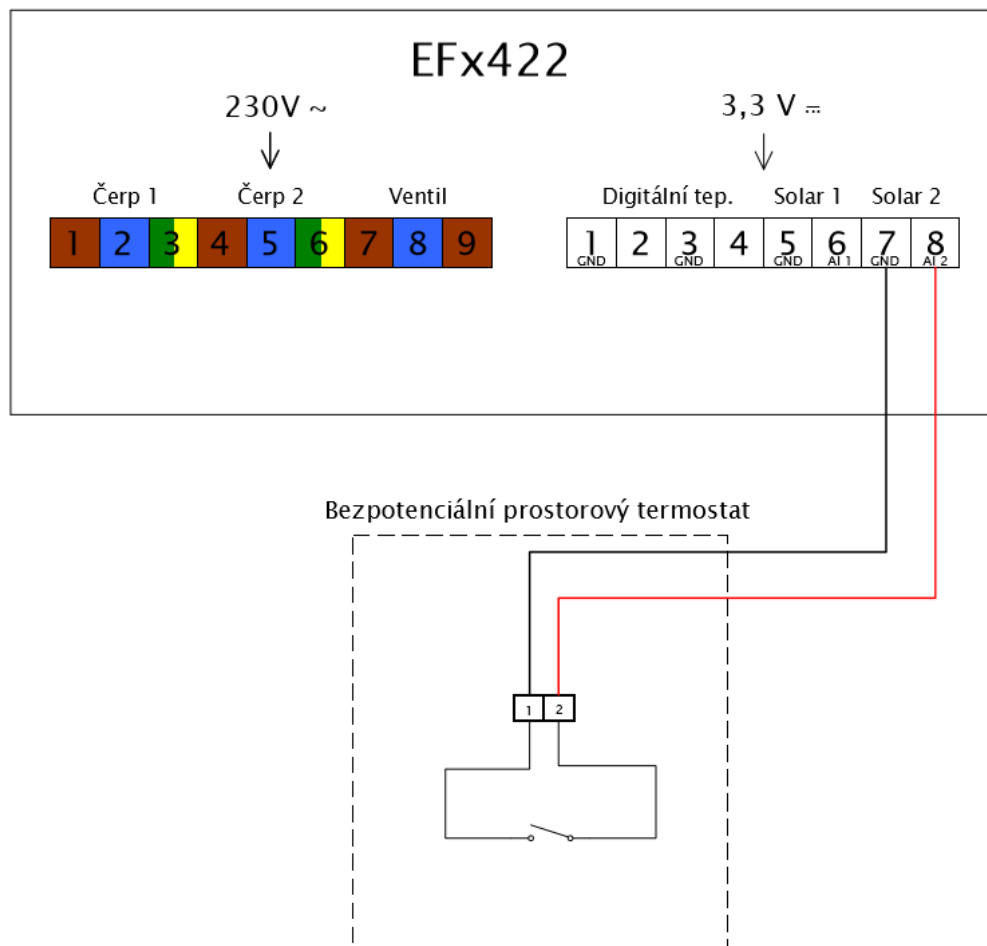 EFx422
230V ~
3,3 V ⎓
Čerp 1 Čerp 2 Ventil
Digitální tep. Solar 1 Solar 2
1 2 3 4 5 6 7 8 9
1 2 3 4 5 6 7 8
GND GND GND AI 1 GND AI 2
Bezpotenciální prostorový termostat
1 2